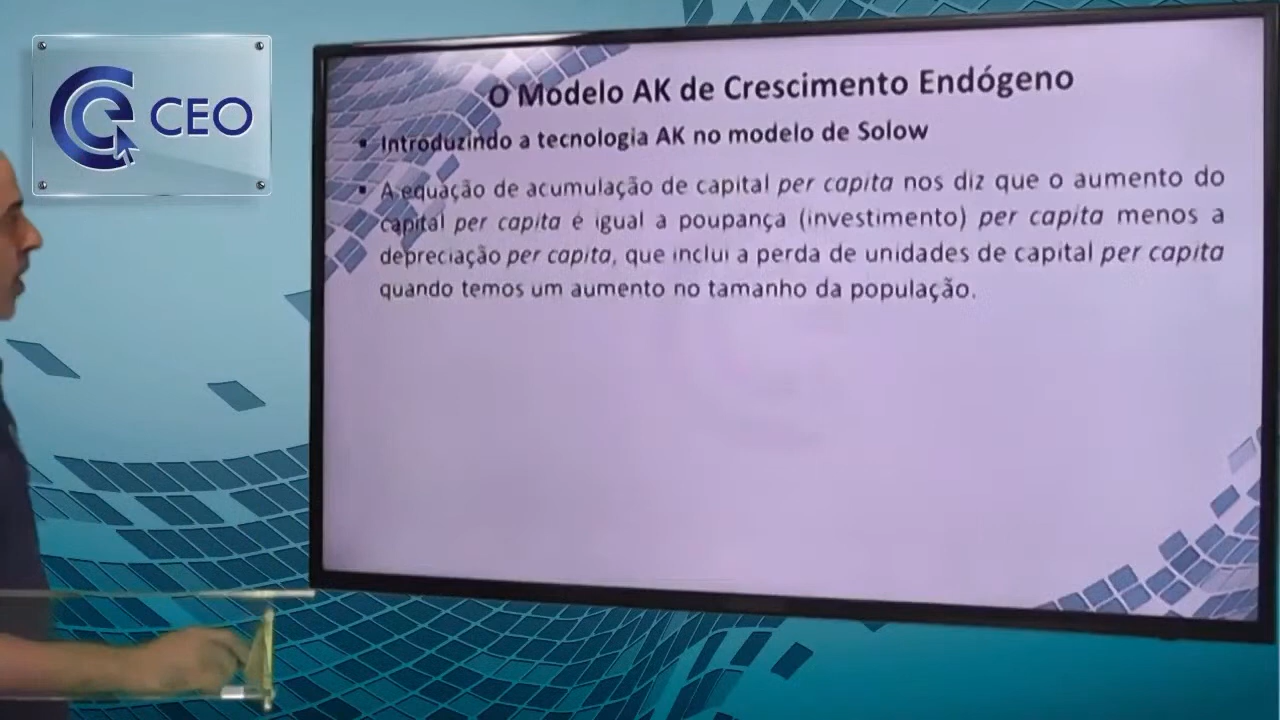 CEO
O Modelo AK de Crescimento Endógeno
• Introduzindo a tecnologia AK no modelo de Solow
• A equação de acumulação de capital per capita nos diz que o aumento do
capital per capita é igual a poupança (investimento) per capita menos a
depreciação per capita, que inclui a perda de unidades de capital per capita
quando temos um aumento no tamanho da população.